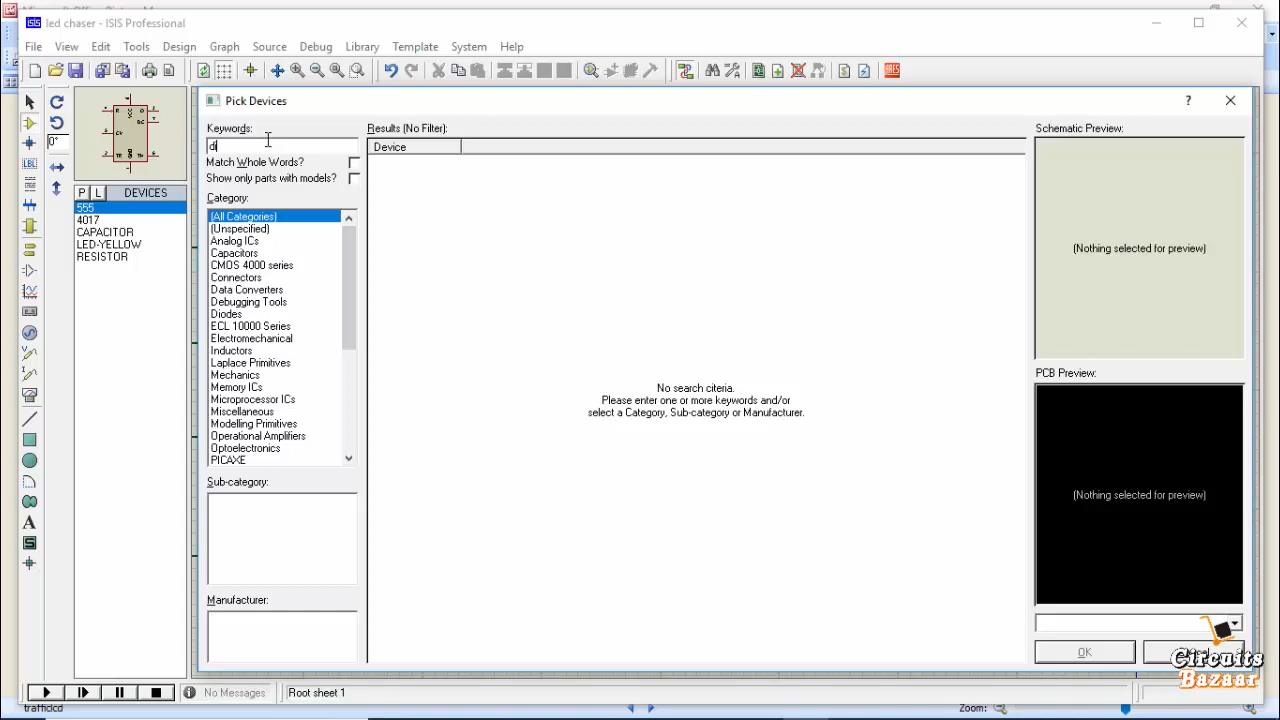 led chaser - ISIS Professional
File View Edit Tools Design Graph Source Debug Library Template System Help
Pick Devices
Keywords:
d
Match Whole Words?
Show only parts with models?
Category:
(All Categories)
(Unspecified)
Analog ICs
Capacitors
CMOS 4000 series
Connectors
Data Converters
Debugging Tools
Diodes
ECL 10000 Series
Electromechanical
Inductors
Laplace Primitives
Mechanics
Memory ICs
Microprocessor ICs
Miscellaneous
Modelling Primitives
Operational Amplifiers
Optoelectronics
PICAXE
Sub-category:
Manufacturer:
Results (No Filter):
Device
No search citeria.
Please enter one or more keywords and/or
select a Category, Sub-category or Manufacturer.
Schematic Preview:
(Nothing selected for preview)
PCB Preview:
(Nothing selected for preview)
OK
0°
P L DEVICES
555
4017
CAPACITOR
LED-YELLOW
RESISTOR
No Messages
Root sheet 1
trafficlcd
Zoom:
Circuits
Bazaar